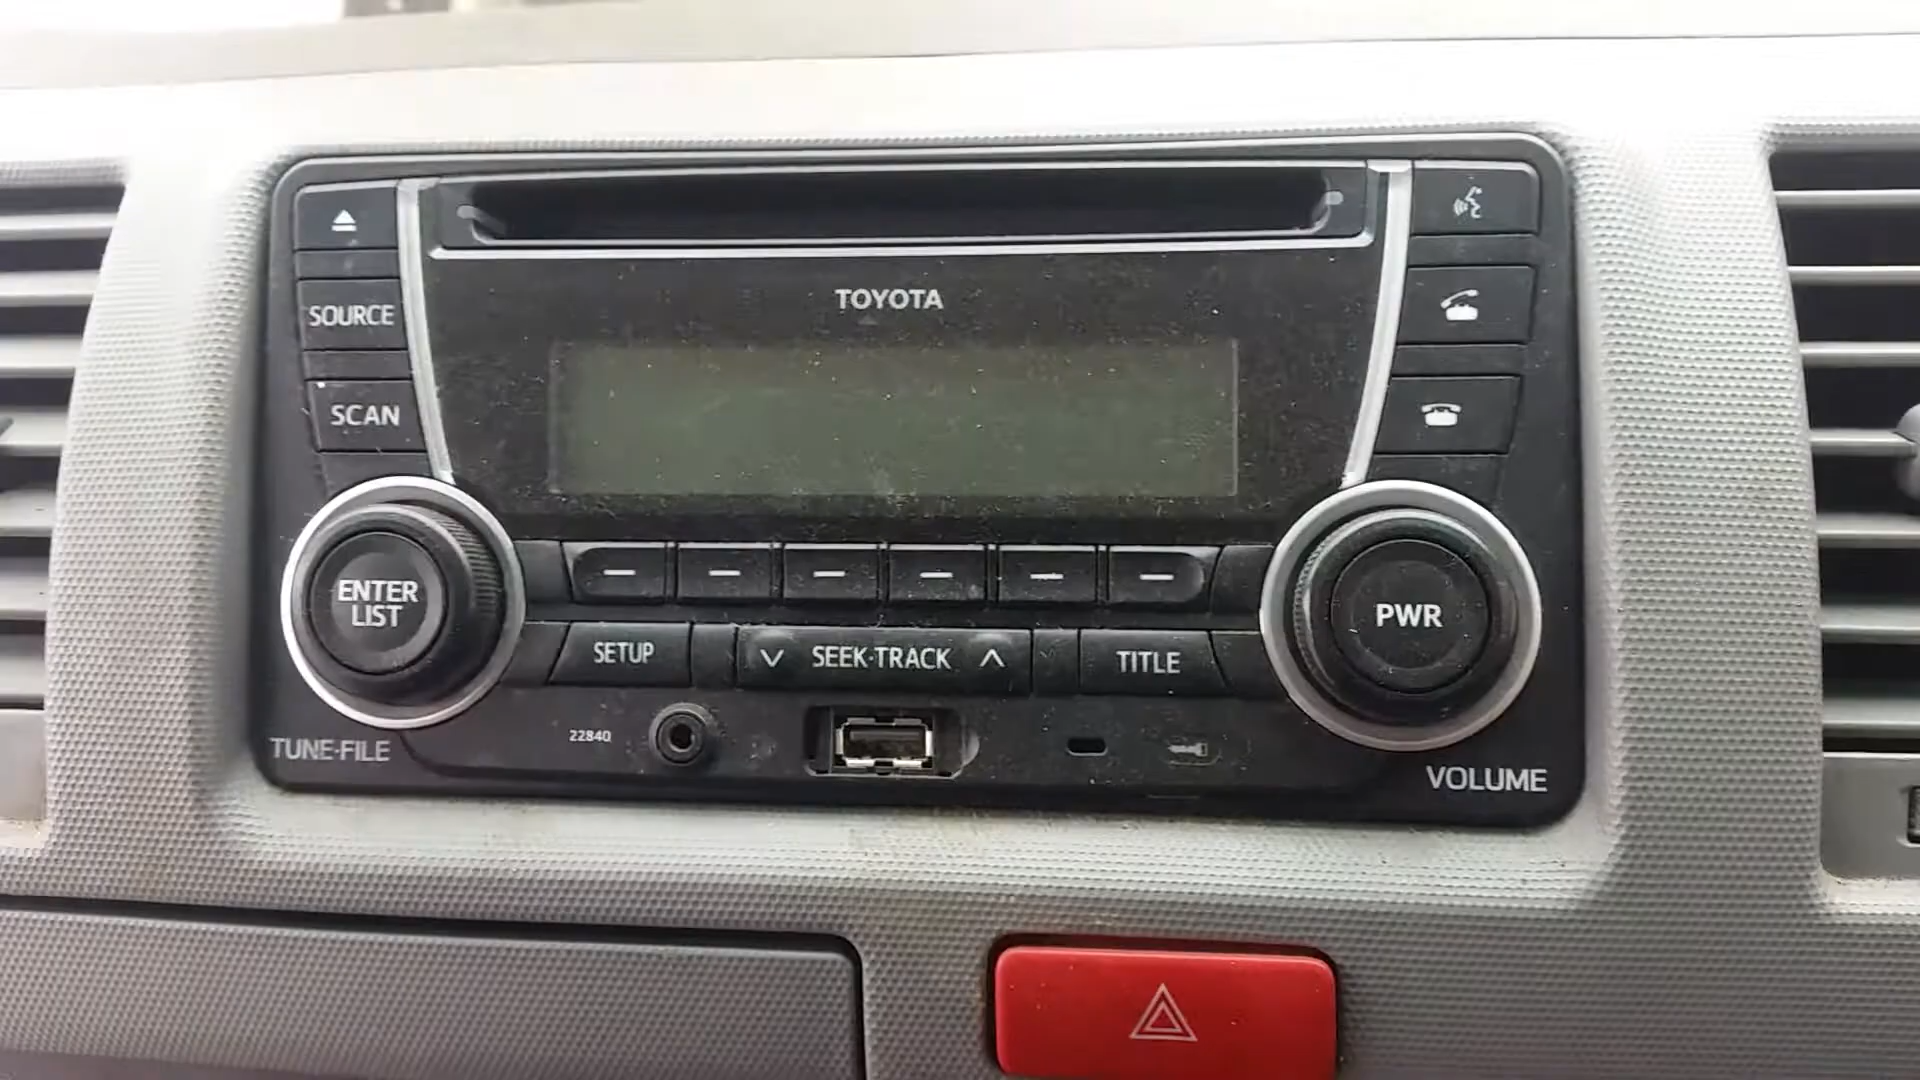 TOYOTA
SOURCE
SCAN
ENTER
LIST
PWR
SETUP
SEEK·TRACK
TITLE
22840
TUNE·FILE
VOLUME